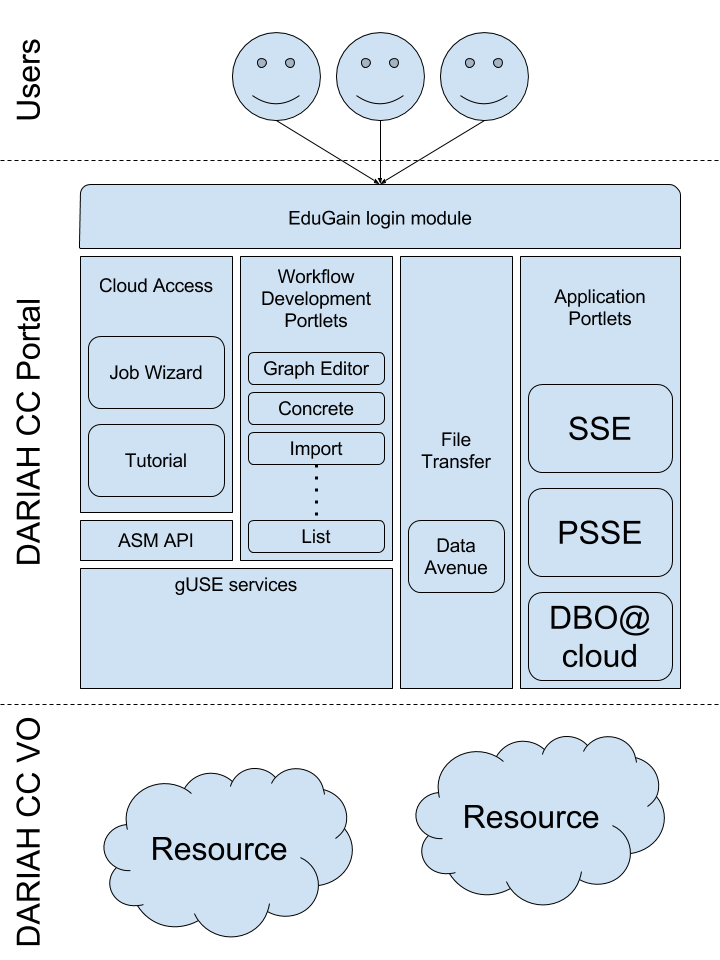 Users
EduGain login module
DARIAH CC Portal
Cloud Access
Job Wizard
Tutorial
ASM API
Workflow
Development
Portlets
Graph Editor
Concrete
Import
List
gUSE services
File
Transfer
Data
Avenue
Application
Portlets
SSE
PSSE
DBO@
cloud
DARIAH CC VO
Resource
Resource